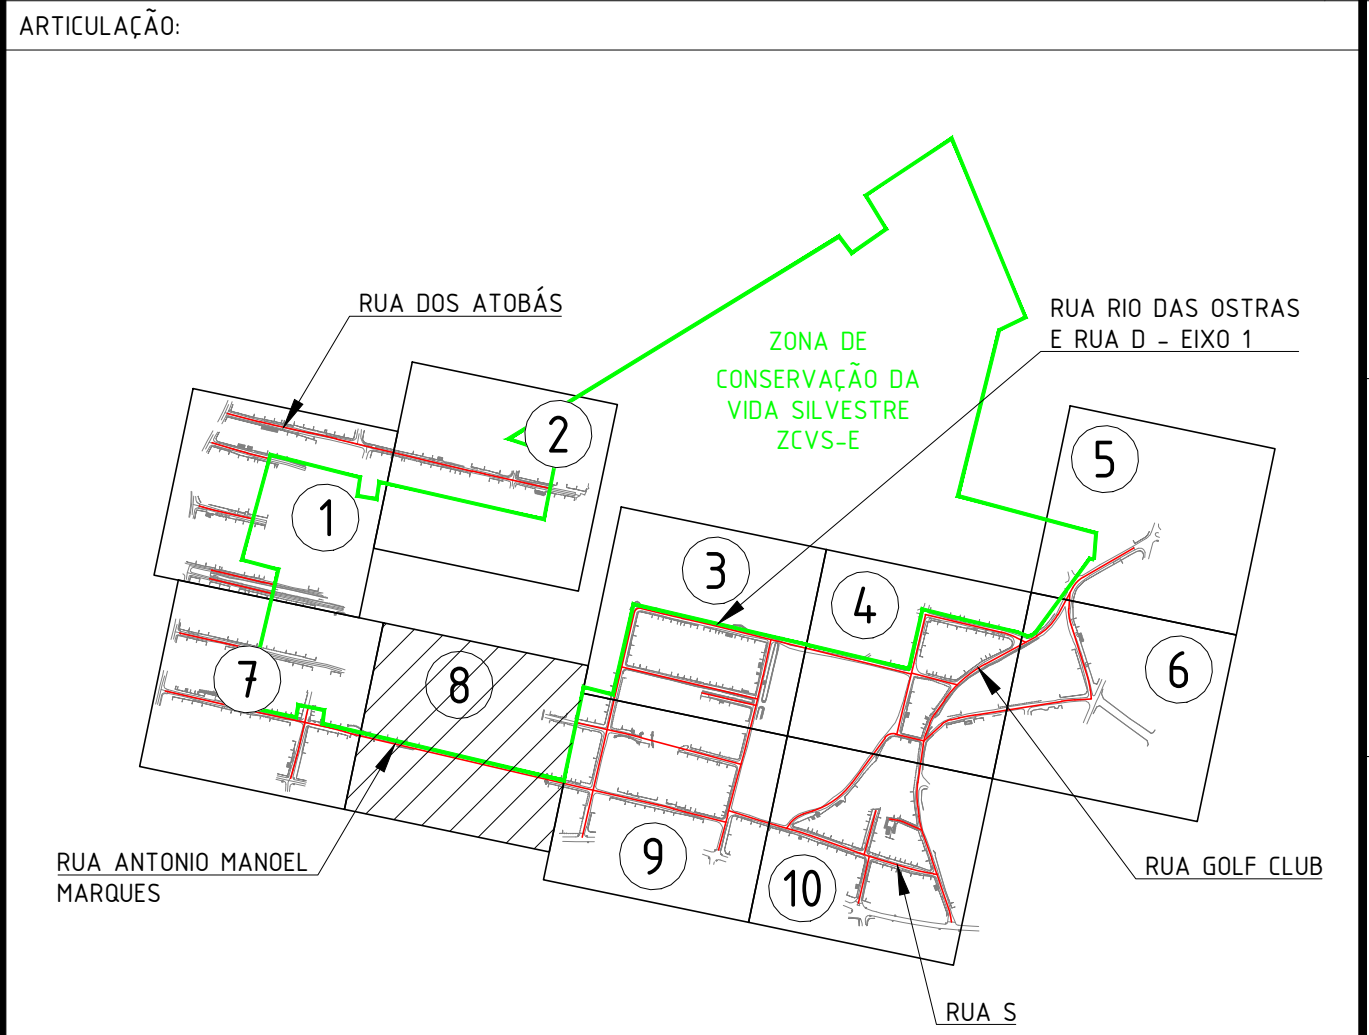 ARTICULAÇÃO:
RUA DOS ATOBÁS
RUA RIO DAS OSTRAS
E RUA D - EIXO 1
ZONA DE
CONSERVAÇÃO DA
VIDA SILVESTRE
ZCVS-E
2
5
1
3
4
6
7
8
9
10
RUA ANTONIO MANOEL
MARQUES
RUA GOLF CLUB
RUA S